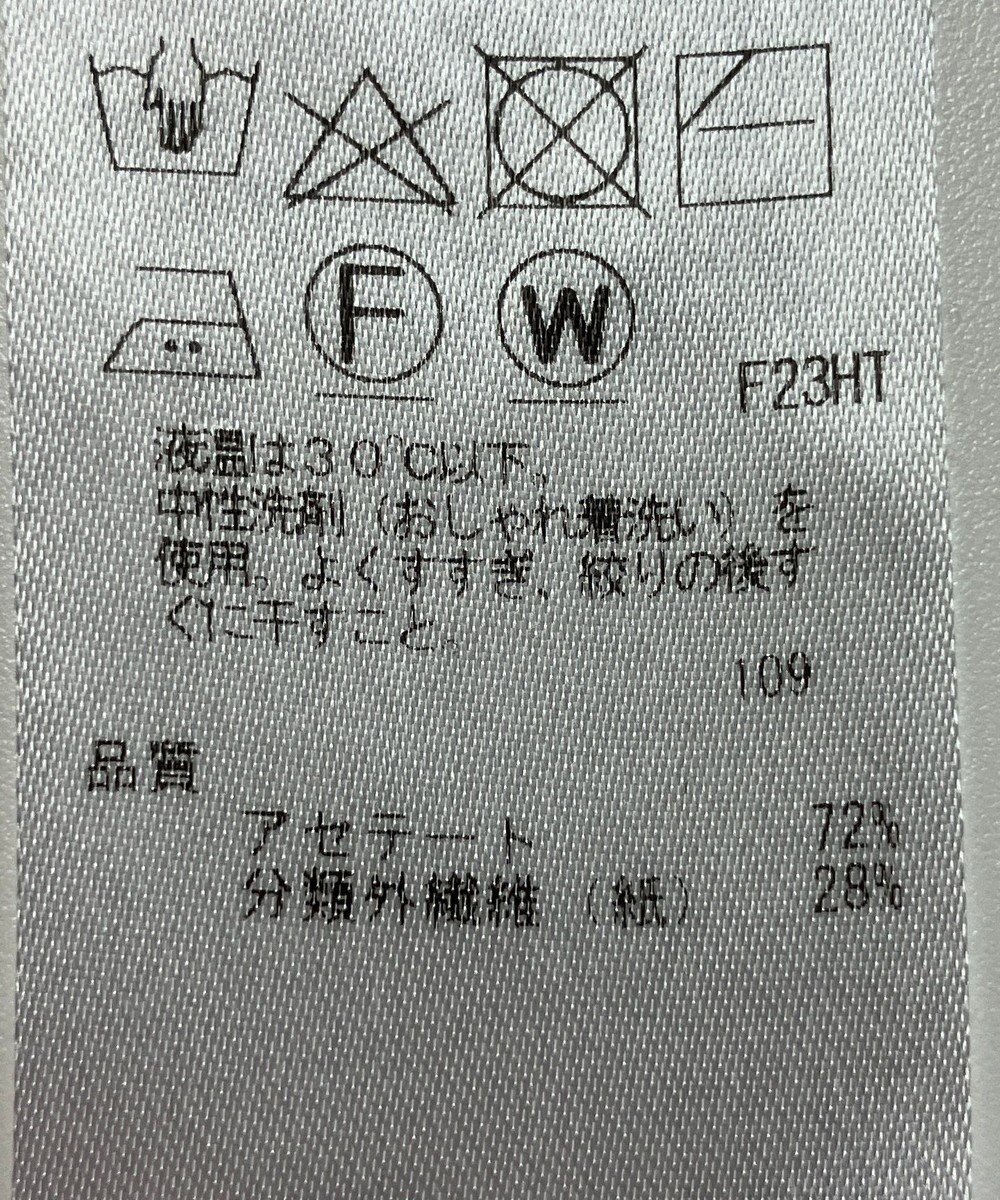 F W
F23HT
液温は30℃以下、
中性洗剤(おしゃれ着洗い)を
使用。よくすすぎ、絞りの後す
ぐに干すこと。
109
品質
アセテート 72%
分類外繊維(紙) 28%